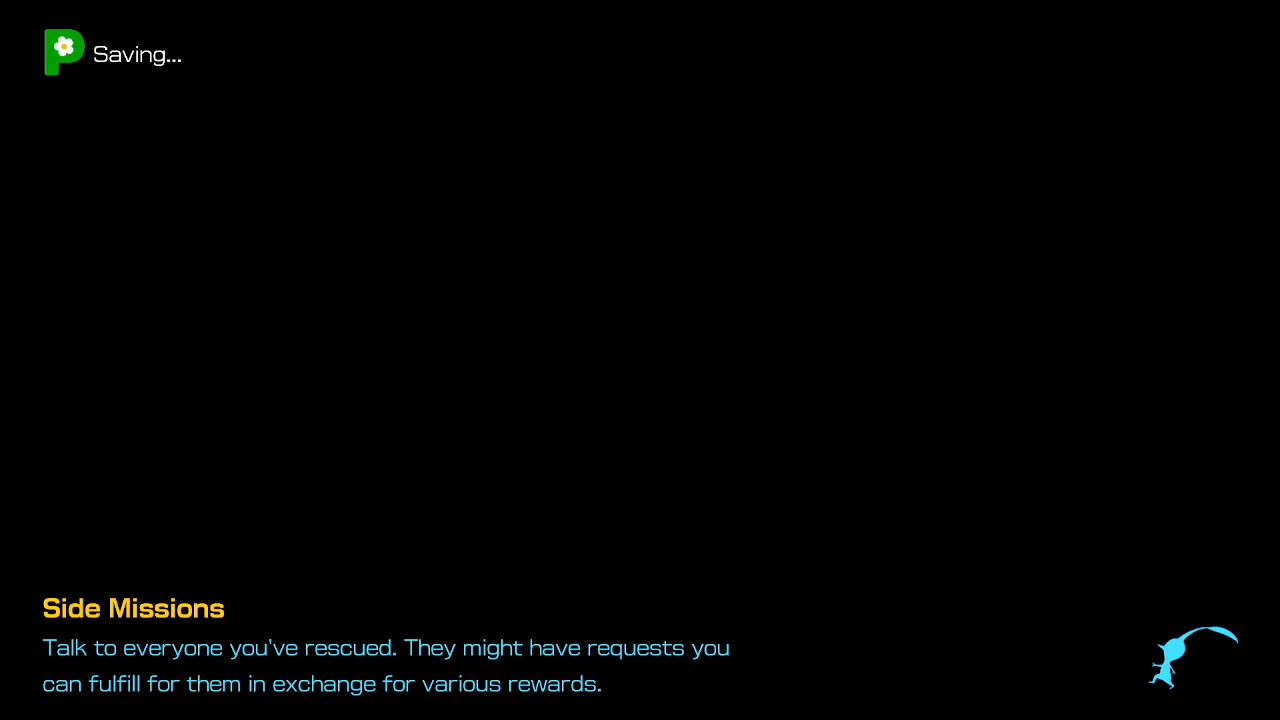 P Saving...
Side Missions
Talk to everyone you've rescued. They might have requests you
can fulfill for them in exchange for various rewards.